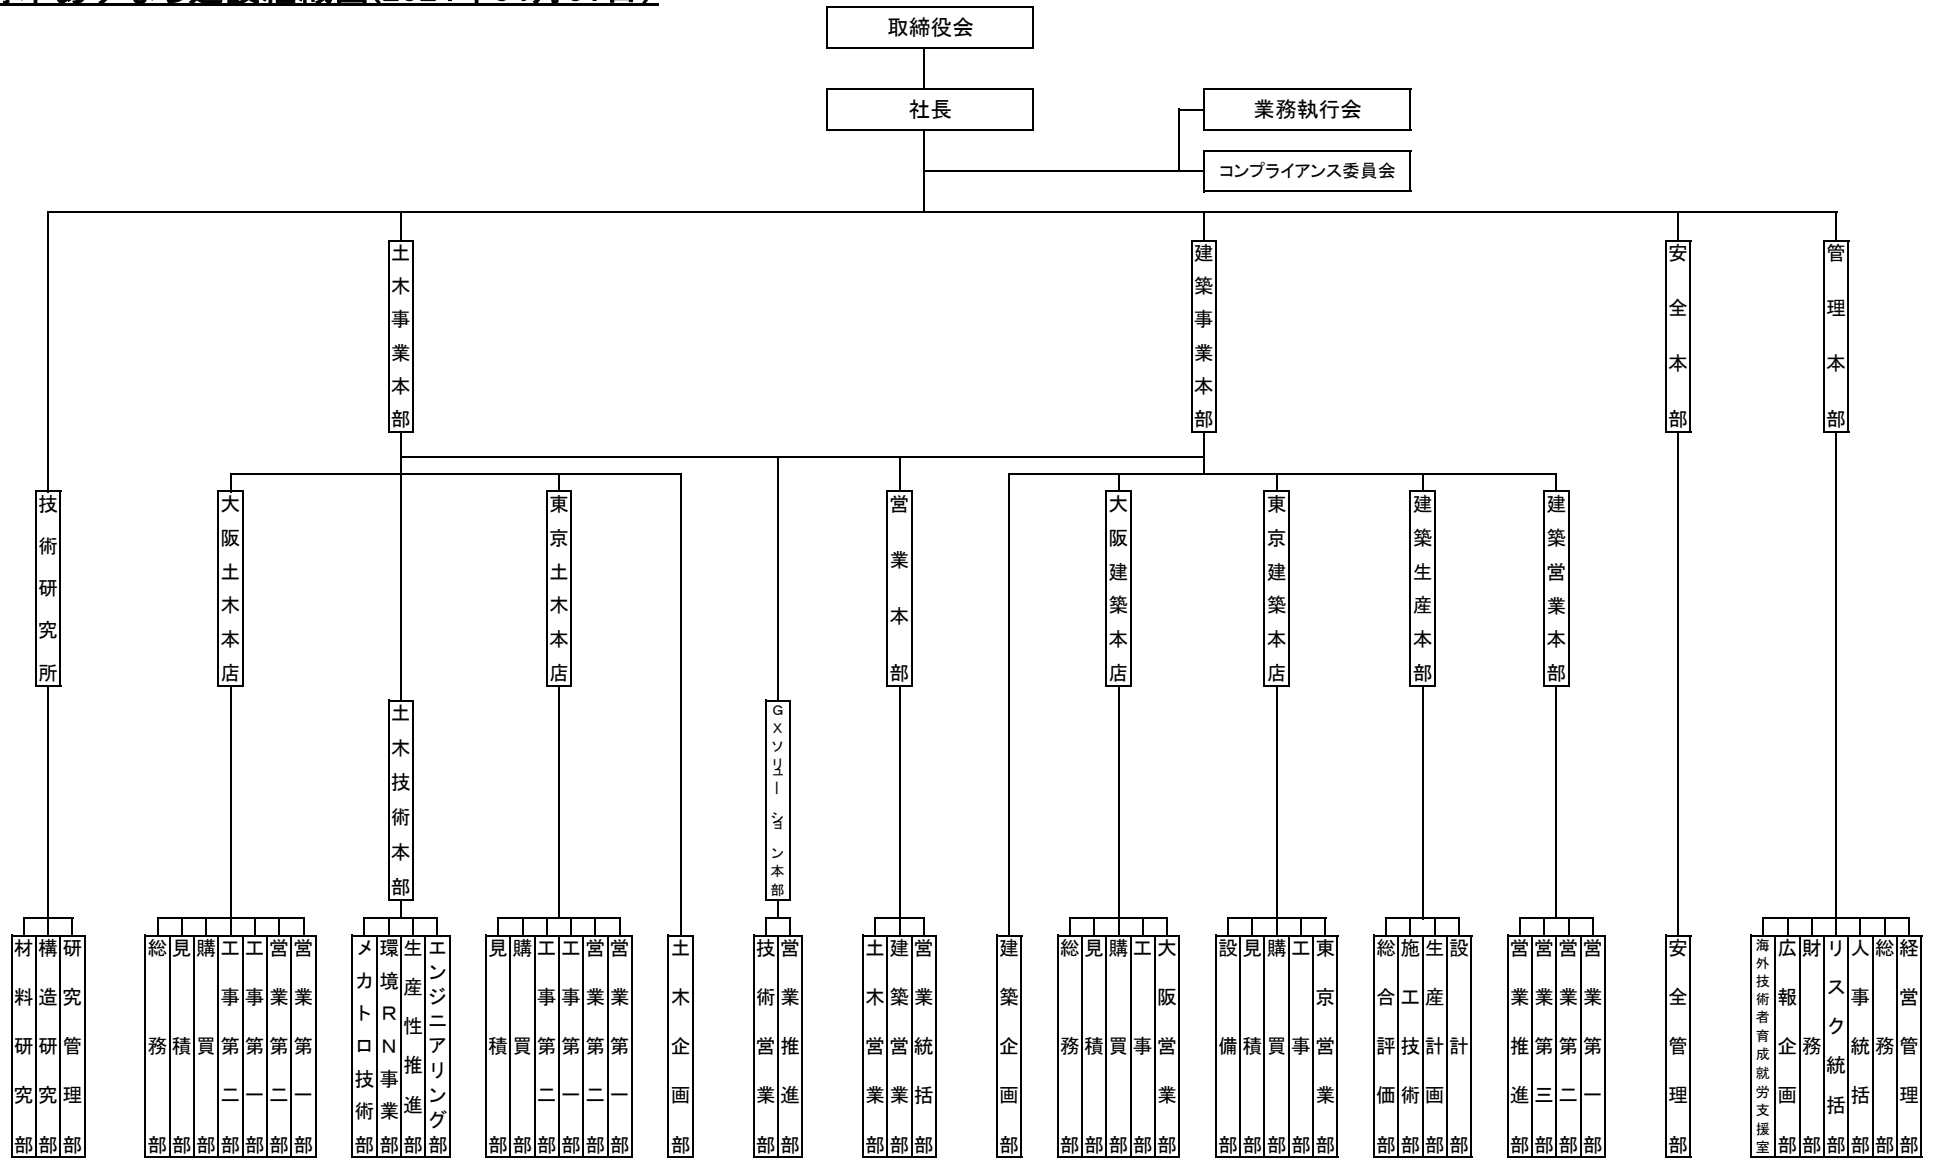 取締役会
社長
業務執行会
コンプライアンス委員会
土木事業本部
建築事業本部
安全本部
管理本部
技術研究所
大阪土木本店
東京土木本店
営業本部
大阪建築本店
東京建築本店
建築生産本部
建築営業本部
土木技術本部
GXソリューション本部
材料研究部
構造研究部
研究管理部
総務部
見積部
購買部
工事第二部
工事第一部
営業第二部
営業第一部
メカトロ技術部
環境RN事業部
生産性推進部
エンジニアリング部
見積部
購買部
工事第二部
工事第一部
営業第二部
営業第一部
土木企画部
技術営業部
営業推進部
土木営業部
建築営業部
営業統括部
建築企画部
総務部
見積部
購買部
工事部
大阪営業部
設備部
見積部
購買部
工事部
東京営業部
総合評価部
施工技術部
生産計画部
設計部
営業推進部
営業第三部
営業第二部
営業第一部
安全管理部
海外技術者育成就労支援室
広報企画部
財務部
リスク統括部
人事統括部
総務部
経営管理部